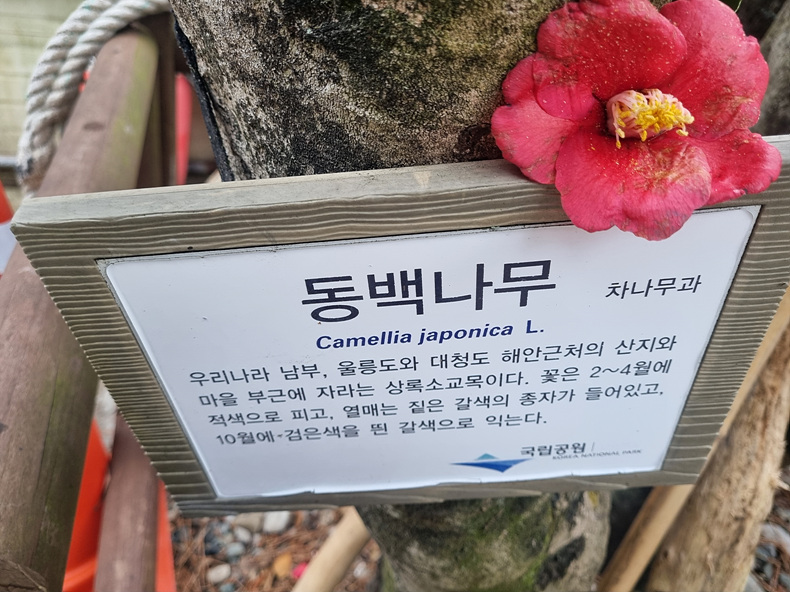 동백나무 차나무과
Camellia japonica L.
우리나라 남부, 울릉도와 대청도 해안근처의 산지와
마을 부근에 자라는 상록소교목이다. 꽃은 2~4월에
적색으로 피고, 열매는 짙은 갈색의 종자가 들어있고,
10월에 검은색을 띈 갈색으로 익는다.
국립공원
KOREA NATIONAL PARK